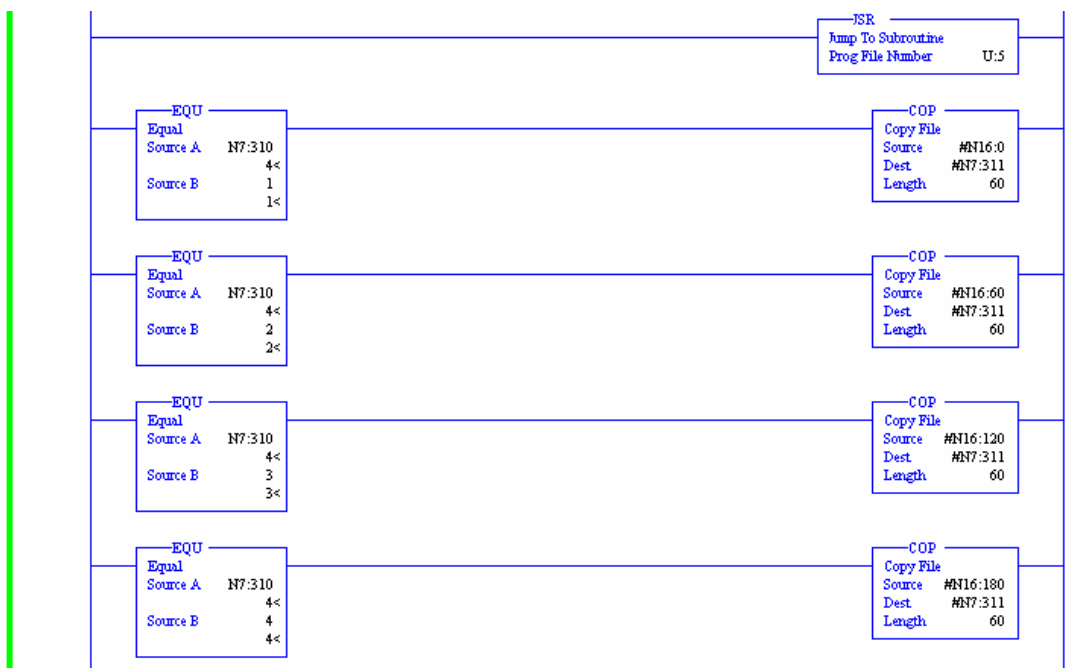 JSR
Jump To Subroutine
Prog File Number U:5
EQU
Equal
Source A N7:310
4<
Source B 1
1<
COP
Copy File
Source #N16:0
Dest #N7:311
Length 60
EQU
Equal
Source A N7:310
4<
Source B 2
2<
COP
Copy File
Source #N16:60
Dest #N7:311
Length 60
EQU
Equal
Source A N7:310
4<
Source B 3
3<
COP
Copy File
Source #N16:120
Dest #N7:311
Length 60
EQU
Equal
Source A N7:310
4<
Source B 4
4<
COP
Copy File
Source #N16:180
Dest #N7:311
Length 60